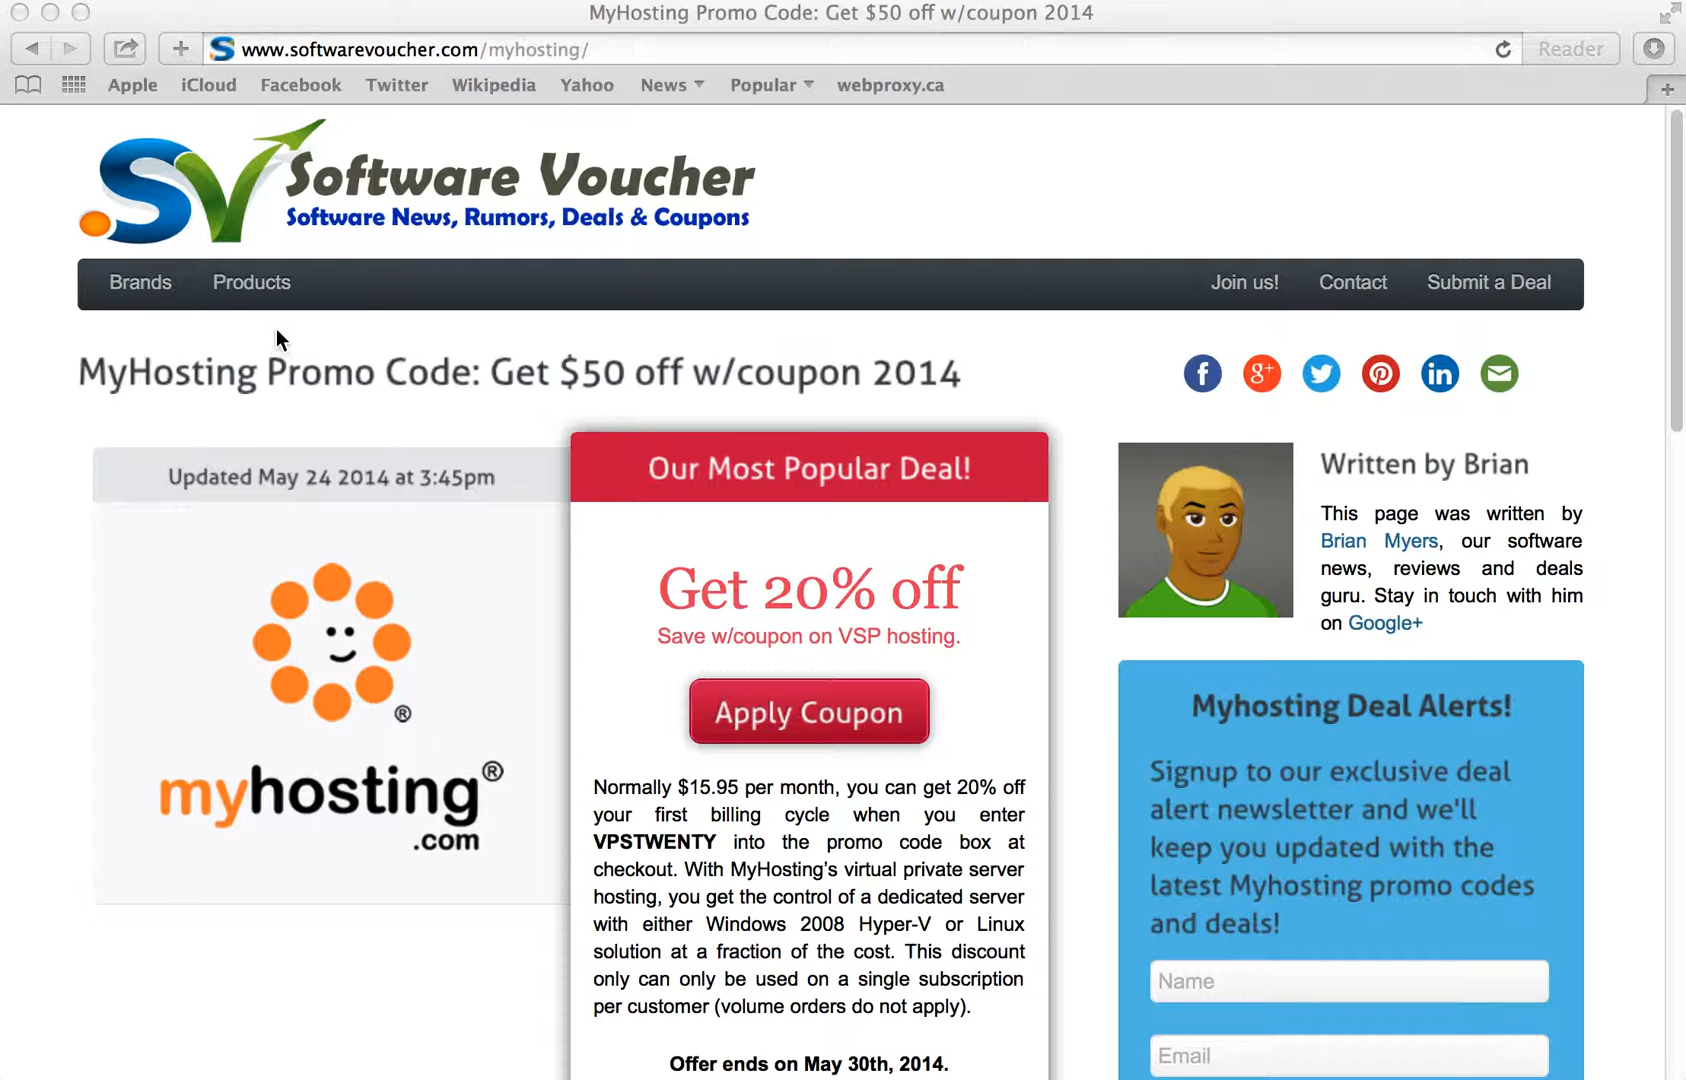 MyHosting Promo Code: Get $50 off w/coupon 2014
www.softwarevoucher.com/myhosting/
Reader
Apple iCloud Facebook Twitter Wikipedia Yahoo News Popular webproxy.ca
SV Software Voucher
Software News, Rumors, Deals & Coupons
Brands Products Join us! Contact Submit a Deal
MyHosting Promo Code: Get $50 off w/coupon 2014
Updated May 24 2014 at 3:45pm
®
myhosting®
.com
Our Most Popular Deal!
Get 20% off
Save w/coupon on VSP hosting.
Apply Coupon
Normally $15.95 per month, you can get 20% off
your first billing cycle when you enter
VPSTWENTY into the promo code box at
checkout. With MyHosting's virtual private server
hosting, you get the control of a dedicated server
with either Windows 2008 Hyper-V or Linux
solution at a fraction of the cost. This discount
only can only be used on a single subscription
per customer (volume orders do not apply).
Offer ends on May 30th, 2014.
Written by Brian
This page was written by
Brian Myers, our software
news, reviews and deals
guru. Stay in touch with him
on Google+
Myhosting Deal Alerts!
Signup to our exclusive deal
alert newsletter and we'll
keep you updated with the
latest Myhosting promo codes
and deals!
Name
Email